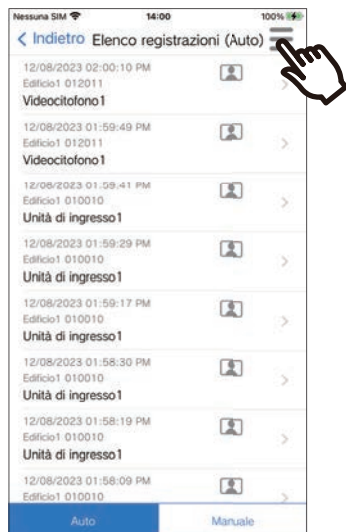 Nessuna SIM 14:00 100%
Indietro Elenco registrazioni (Auto)
12/08/2023 02:00:10 PM
Edificio1 012011
Videocitofono1
12/08/2023 01:59:49 PM
Edificio1 012011
Videocitofono1
12/08/2023 01:59:41 PM
Edificio1 010010
Unità di ingresso1
12/08/2023 01:59:29 PM
Edificio1 010010
Unità di ingresso1
12/08/2023 01:59:17 PM
Edificio1 010010
Unità di ingresso1
12/08/2023 01:58:30 PM
Edificio1 010010
Unità di ingresso1
12/08/2023 01:58:19 PM
Edificio1 010010
Unità di ingresso1
12/08/2023 01:58:09 PM
Edificio1 010010
Auto Manuale